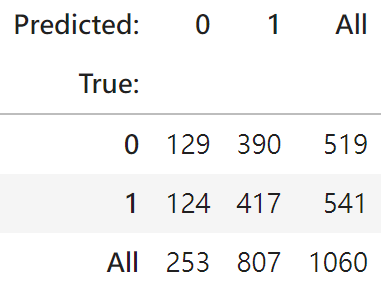 Predicted: 0 1 All
True:
0 129 390 519
1 124 417 541
All 253 807 1060